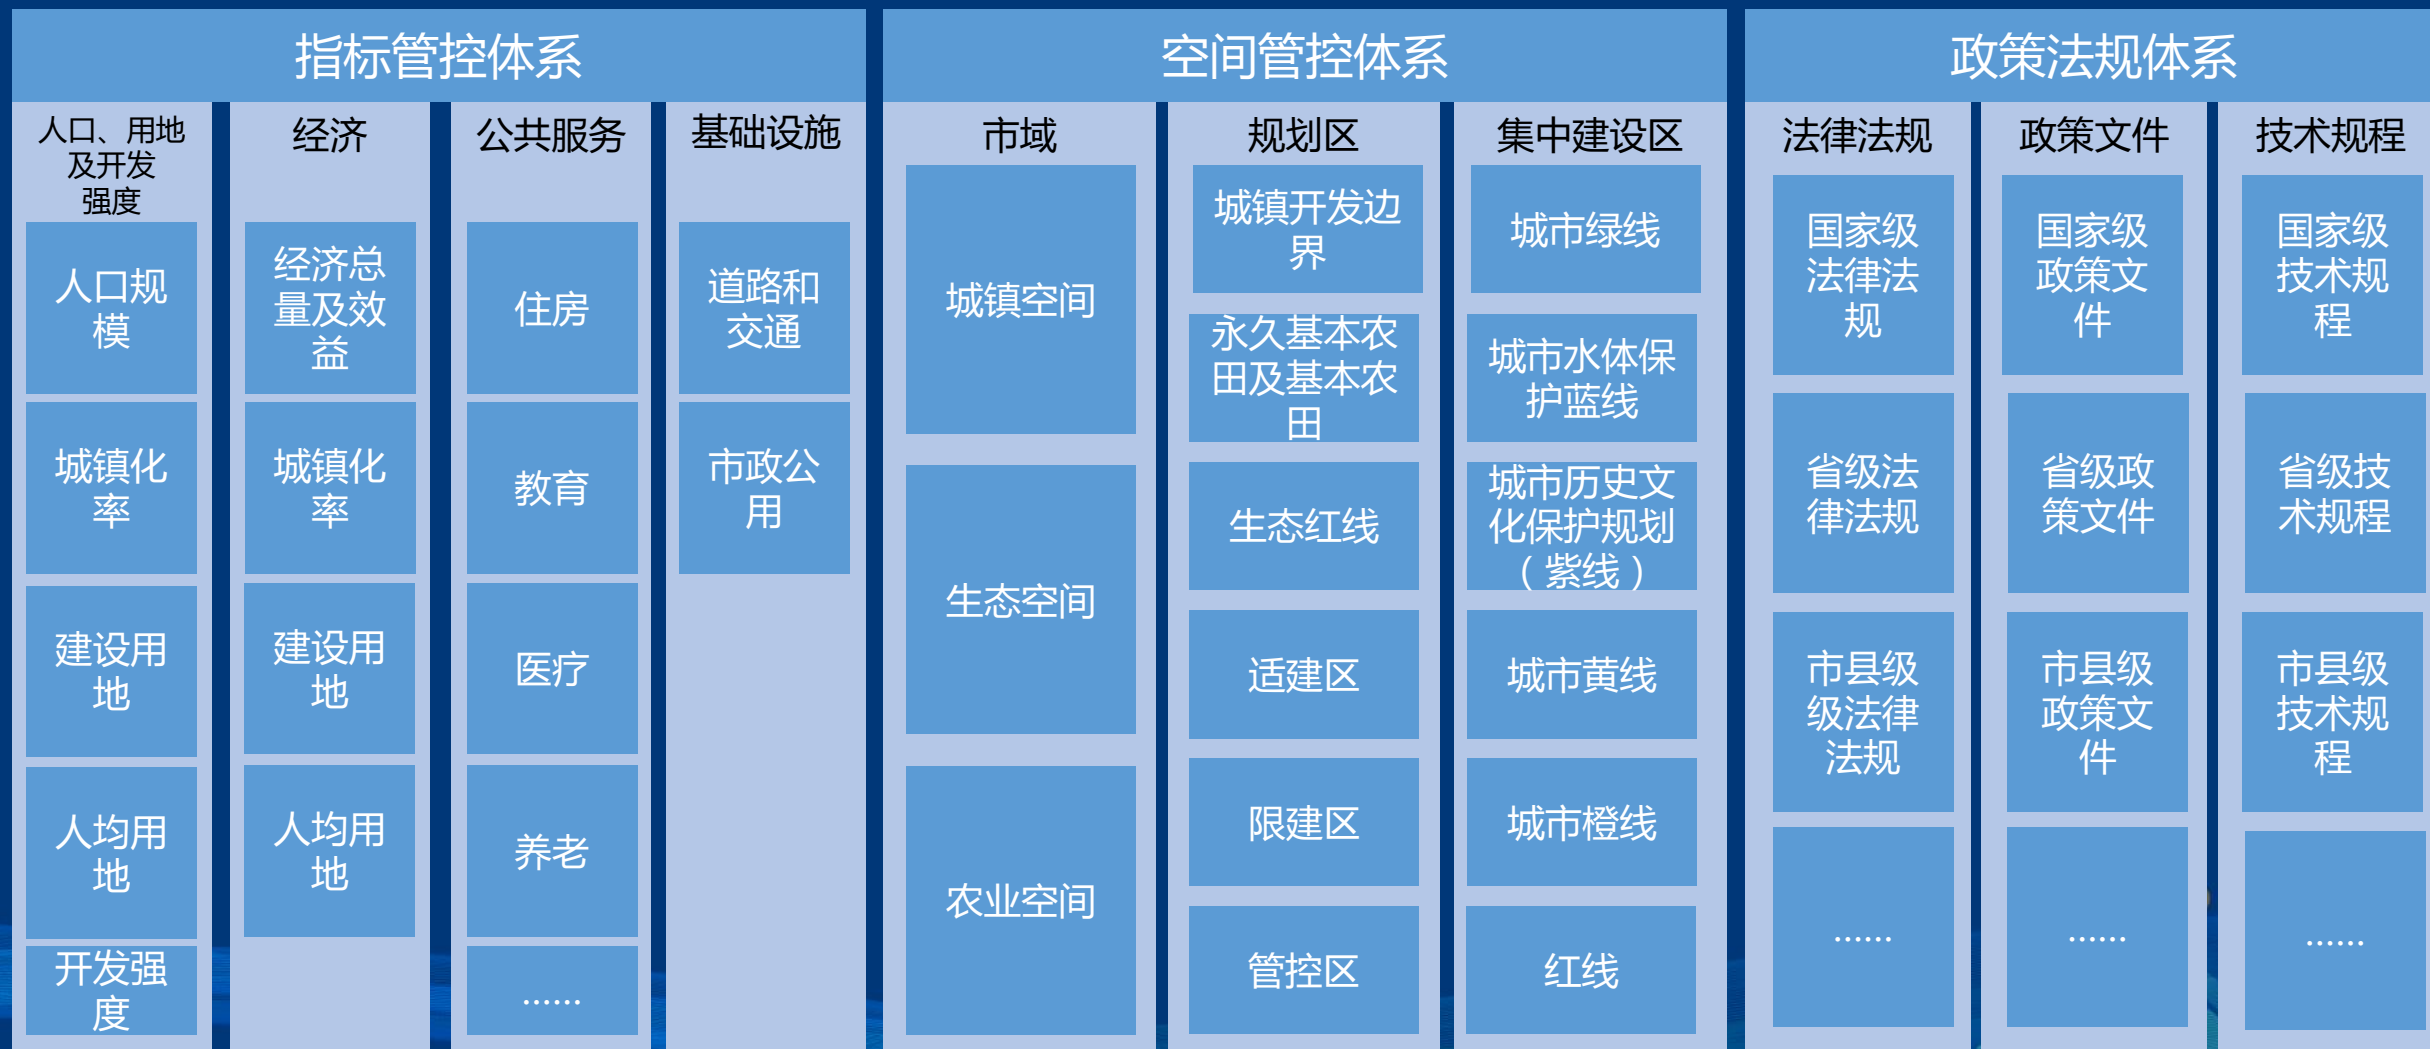 指标管控体系
人口、用地
及开发
强度
人口规
模
城镇化
率
建设用
地
人均用
地
开发强
度
经济
经济总
量及效
益
城镇化
率
建设用
地
人均用
地
公共服务
住房
教育
医疗
养老
……
基础设施
道路和
交通
市政公
用
空间管控体系
市域
城镇空间
生态空间
农业空间
规划区
城镇开发边
界
永久基本农
田及基本农
田
生态红线
适建区
限建区
管控区
集中建设区
城市绿线
城市水体保
护蓝线
城市历史文
化保护规划
（紫线）
城市黄线
城市橙线
红线
政策法规体系
法律法规
国家级
法律法
规
省级法
律法规
市县级
级法律
法规
……
政策文件
国家级
政策文
件
省级政
策文件
市县级
政策文
件
……
技术规程
国家级
技术规
程
省级技
术规程
市县级
技术规
程
……